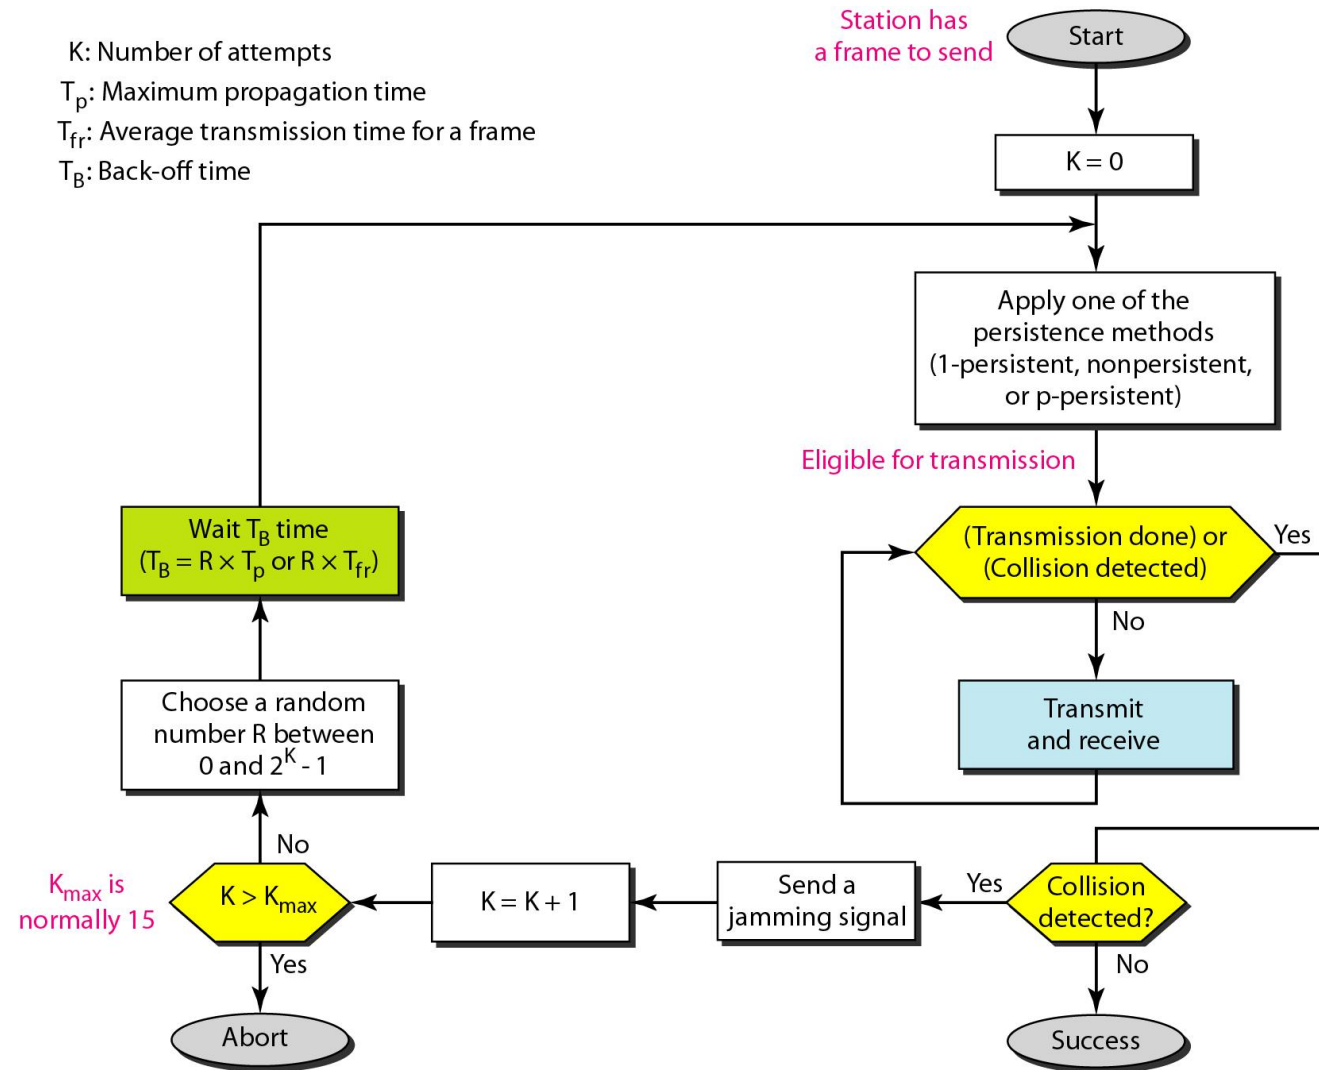 K: Number of attempts
Tp: Maximum propagation time
Tfr: Average transmission time for a frame
TB: Back-off time
Station has
a frame to send
Start
K = 0
Apply one of the
persistence methods
(1-persistent, nonpersistent,
or p-persistent)
Eligible for transmission
(Transmission done) or
(Collision detected)
Yes
No
Transmit
and receive
Collision
detected?
Yes
No
Success
Send a
jamming signal
K = K + 1
K > Kmax
Kmax is
normally 15
Yes
Abort
No
Choose a random
number R between
0 and 2^K - 1
Wait TB time
(TB = R × Tp or R × Tfr)